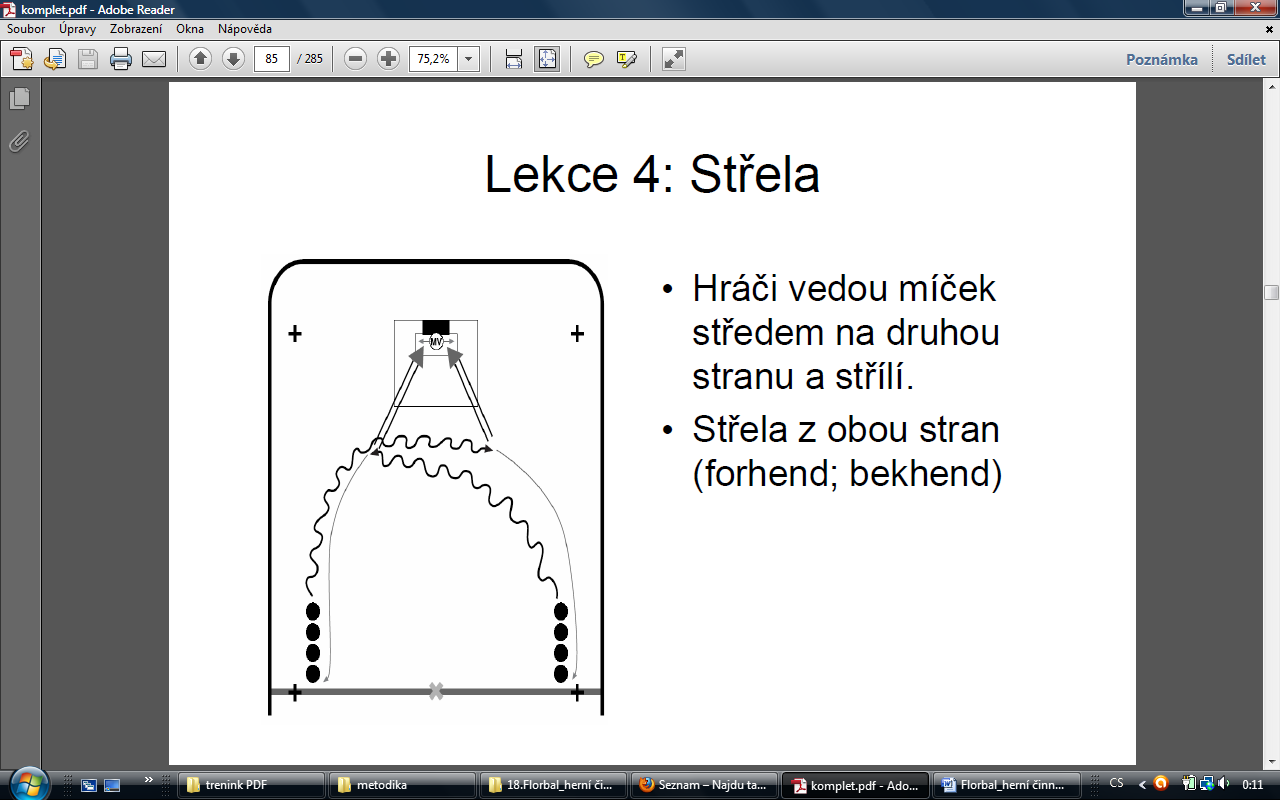 komplet.pdf - Adobe Reader
Soubor Úpravy Zobrazení Okna Nápověda
85 / 285 75,2% Poznámka Sdílet
Lekce 4: Střela
• Hráči vedou míček
středem na druhou
stranu a střílí.
• Střela z obou stran
(forhend; bekhend)
MV
trenink PDF metodika 18.Florbal_herní či... Seznam – Najdu ta... komplet.pdf - Ado... Florbal_herní činn... CS 0:11